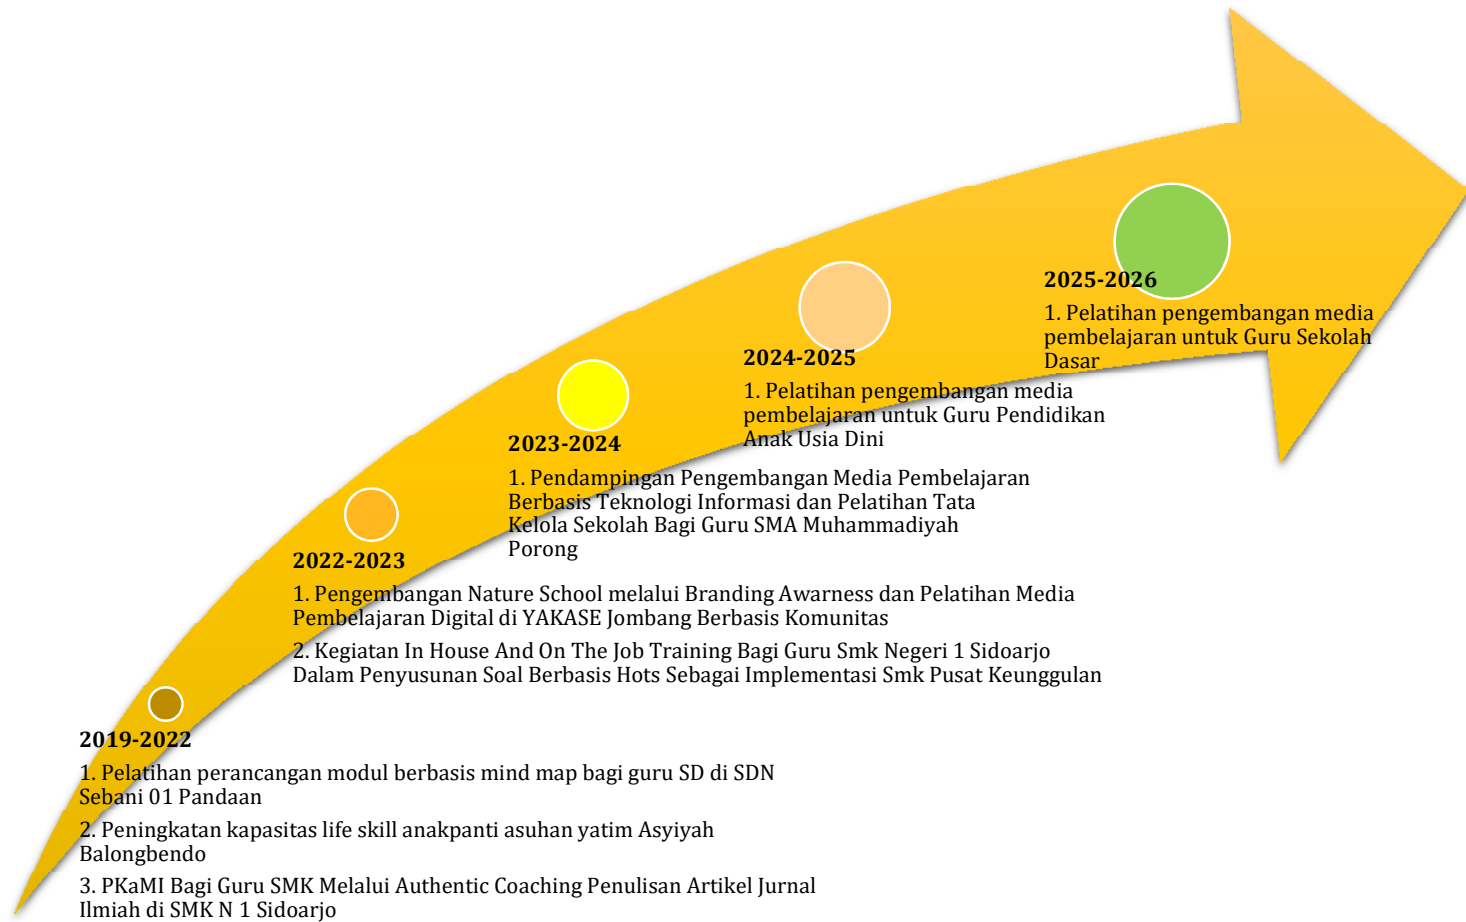 2025-2026
1. Pelatihan pengembangan media
pembelajaran untuk Guru Sekolah
Dasar
2024-2025
1. Pelatihan pengembangan media
pembelajaran untuk Guru Pendidikan
Anak Usia Dini
2023-2024
1. Pendampingan Pengembangan Media Pembelajaran
Berbasis Teknologi Informasi dan Pelatihan Tata
Kelola Sekolah Bagi Guru SMA Muhammadiyah
Porong
2022-2023
1. Pengembangan Nature School melalui Branding Awarness dan Pelatihan Media
Pembelajaran Digital di YAKASE Jombang Berbasis Komunitas
2. Kegiatan In House And On The Job Training Bagi Guru Smk Negeri 1 Sidoarjo
Dalam Penyusunan Soal Berbasis Hots Sebagai Implementasi Smk Pusat Keunggulan
2019-2022
1. Pelatihan perancangan modul berbasis mind map bagi guru SD di SDN
Sebani 01 Pandaan
2. Peningkatan kapasitas life skill anakpanti asuhan yatim Asyiyah
Balongbendo
3. PKaMI Bagi Guru SMK Melalui Authentic Coaching Penulisan Artikel Jurnal
Ilmiah di SMK N 1 Sidoarjo